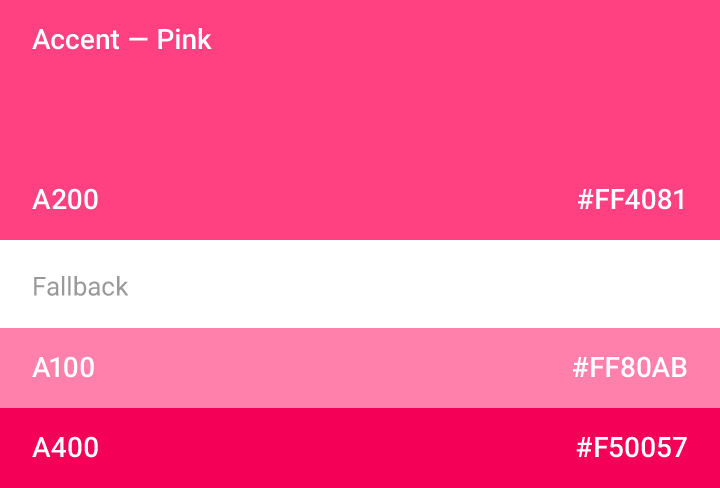 Accent — Pink
A200 #FF4081
Fallback
A100 #FF80AB
A400 #F50057